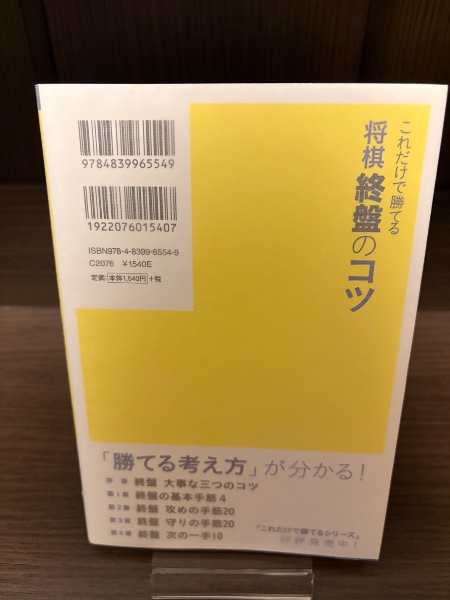 これだけで勝てる
将棋 終盤のコツ
9784839965549
1922076015407
ISBN978-4-8399-6554-9
C2076 ¥1540E
定価:本体1,540円+税
「勝てる考え方」が分かる!
序 章 終盤 大事な三つのコツ
第1章 終盤の基本手筋4
第2章 終盤 攻めの手筋20
第3章 終盤 守りの手筋20
第4章 終盤 次の一手10
『これだけで勝てるシリーズ』
好評発売中!